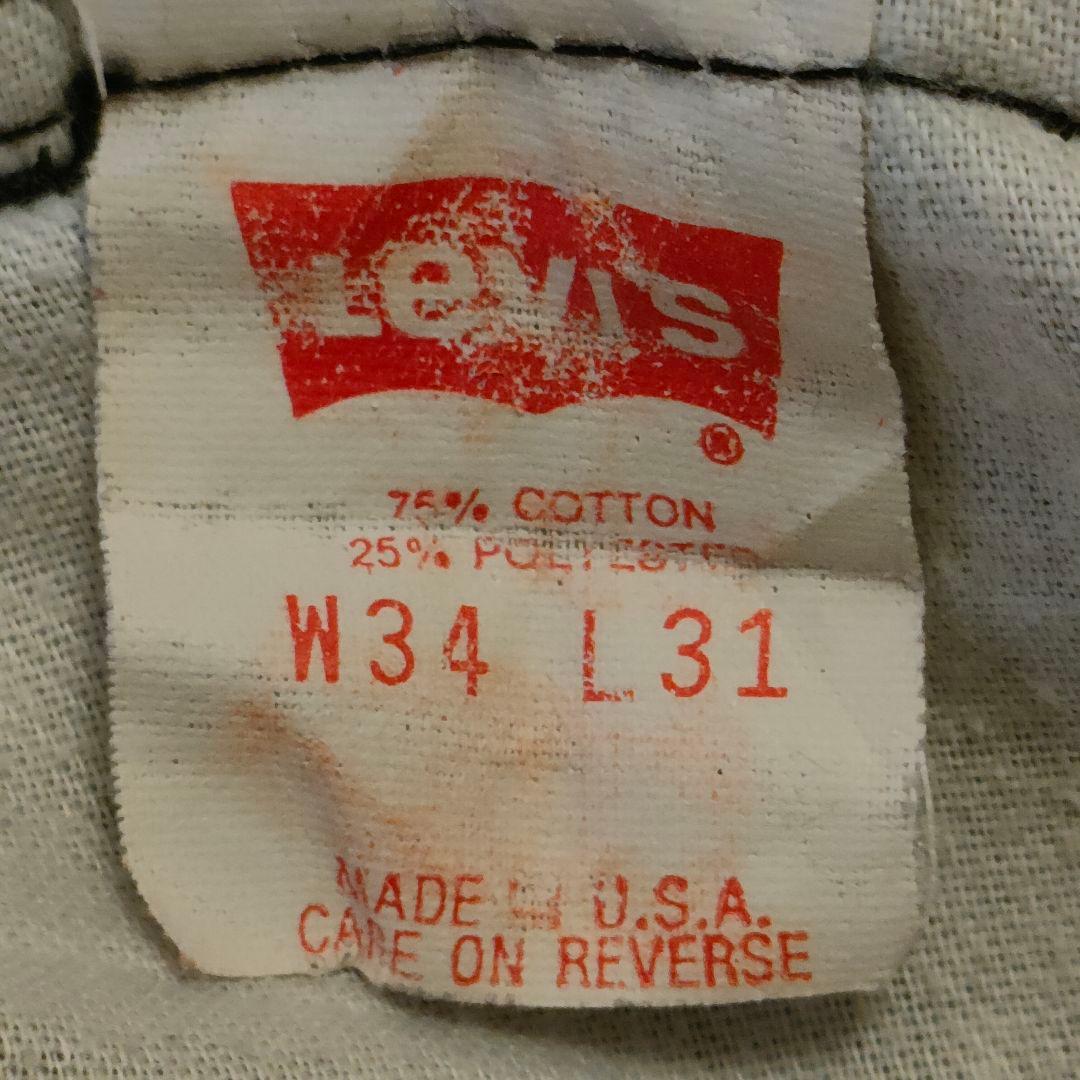 Levi's
®
75% COTTON
25% POLYESTER
W34 L31
MADE IN U.S.A.
CARE ON REVERSE